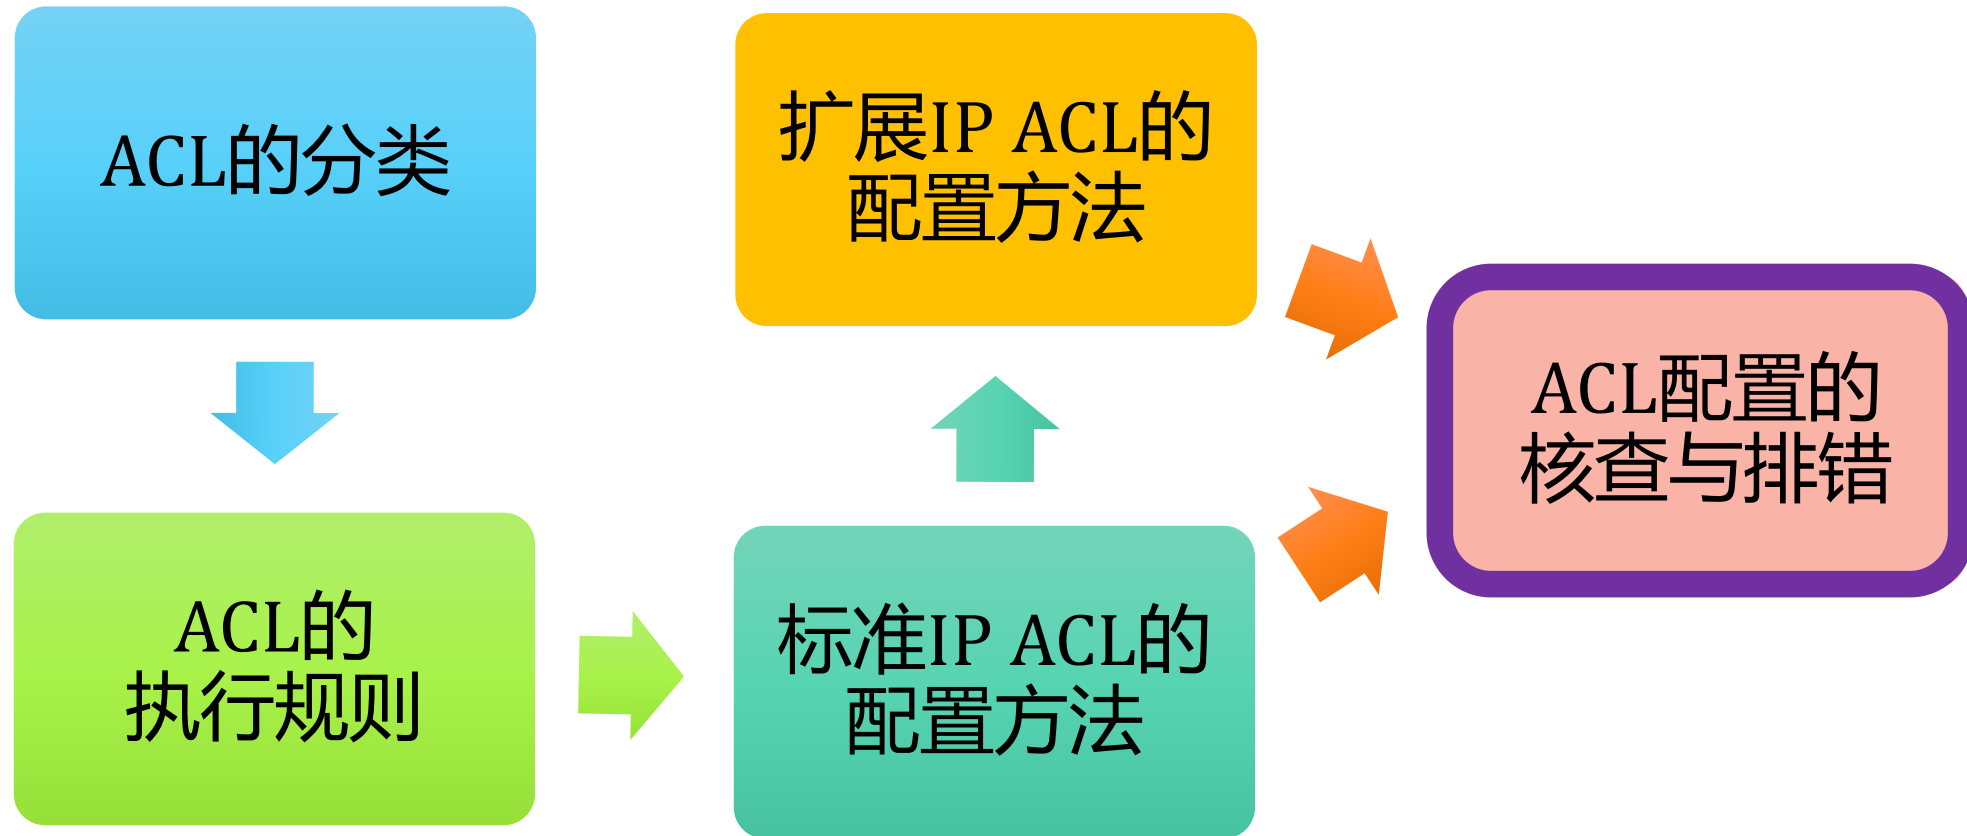 ACL的分类
ACL的
执行规则
标准IP ACL的
配置方法
扩展IP ACL的
配置方法
ACL配置的
核查与排错